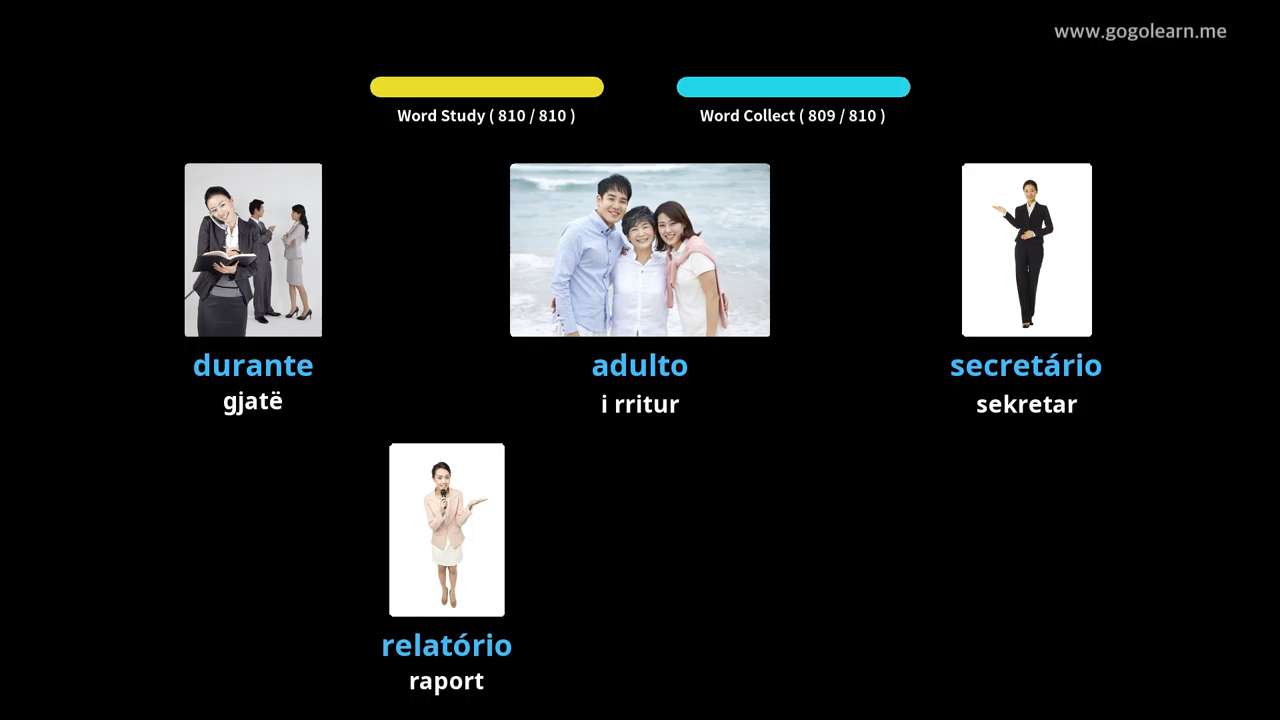 www.gogolearn.me
Word Study ( 810 / 810 )
Word Collect ( 809 / 810 )
durante
gjatë
adulto
i rritur
secretário
sekretar
relatório
raport